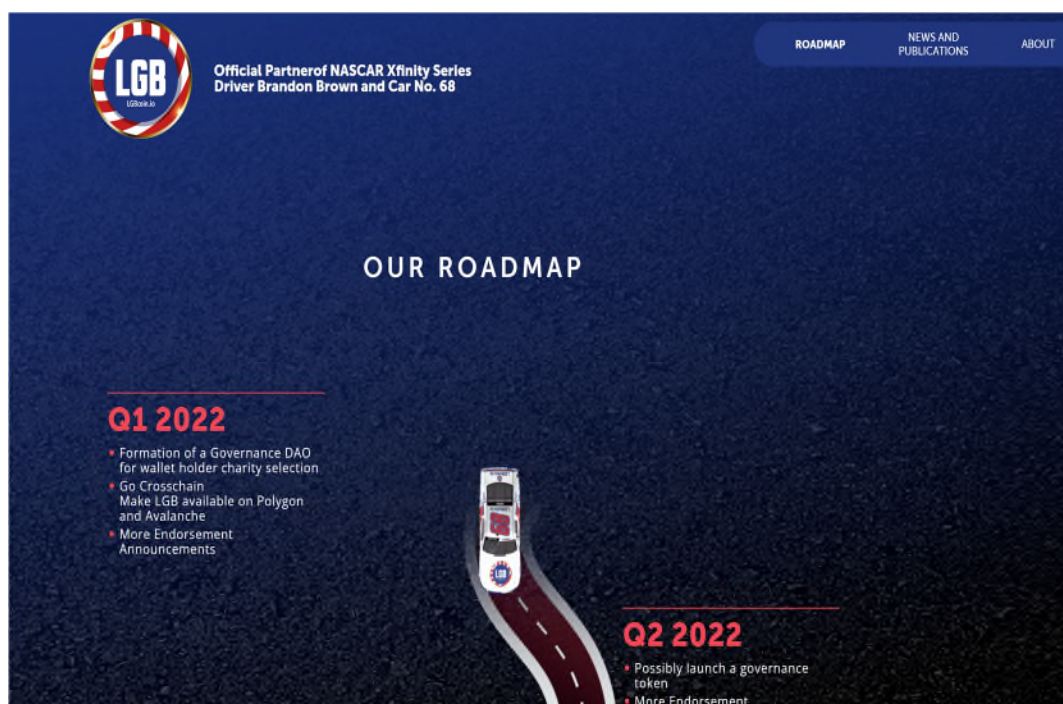 LGB
LGBcoin.io
Official Partnerof NASCAR Xfinity Series
Driver Brandon Brown and Car No. 68
ROADMAP
NEWS AND
PUBLICATIONS
ABOUT
OUR ROADMAP
Q1 2022
• Formation of a Governance DAO
for wallet holder charity selection
• Go Crosschain
Make LGB available on Polygon
and Avalanche
• More Endorsement
Announcements
68
LGB
Q2 2022
• Possibly launch a governance
token
• More Endorsement